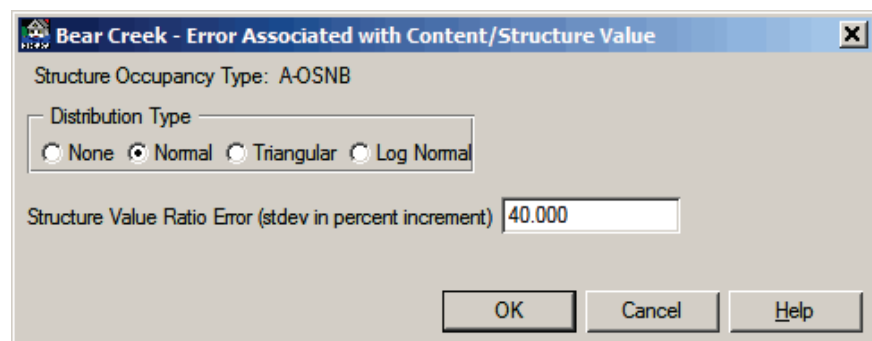 Bear Creek - Error Associated with Content/Structure Value
Structure Occupancy Type: A-OSNB
Distribution Type
None Normal Triangular Log Normal
Structure Value Ratio Error (stdev in percent increment) 40.000
OK Cancel Help